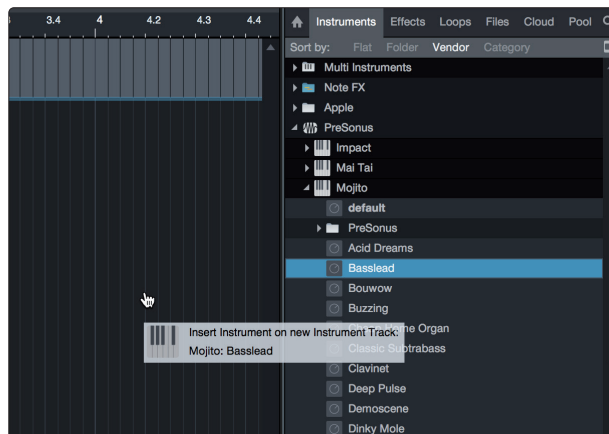 3.4 4 4.2 4.3 4.4
Instruments Effects Loops Files Cloud Pool
Sort by: Flat Folder Vendor Category
Multi Instruments
Note FX
Apple
PreSonus
Impact
Mai Tai
Mojito
default
PreSonus
Acid Dreams
Basslead
Bouwow
Buzzing
Home Organ
Classic Subtrabass
Clavinet
Deep Pulse
Demoscene
Dinky Mole
Insert Instrument on new Instrument Track:
Mojito: Basslead